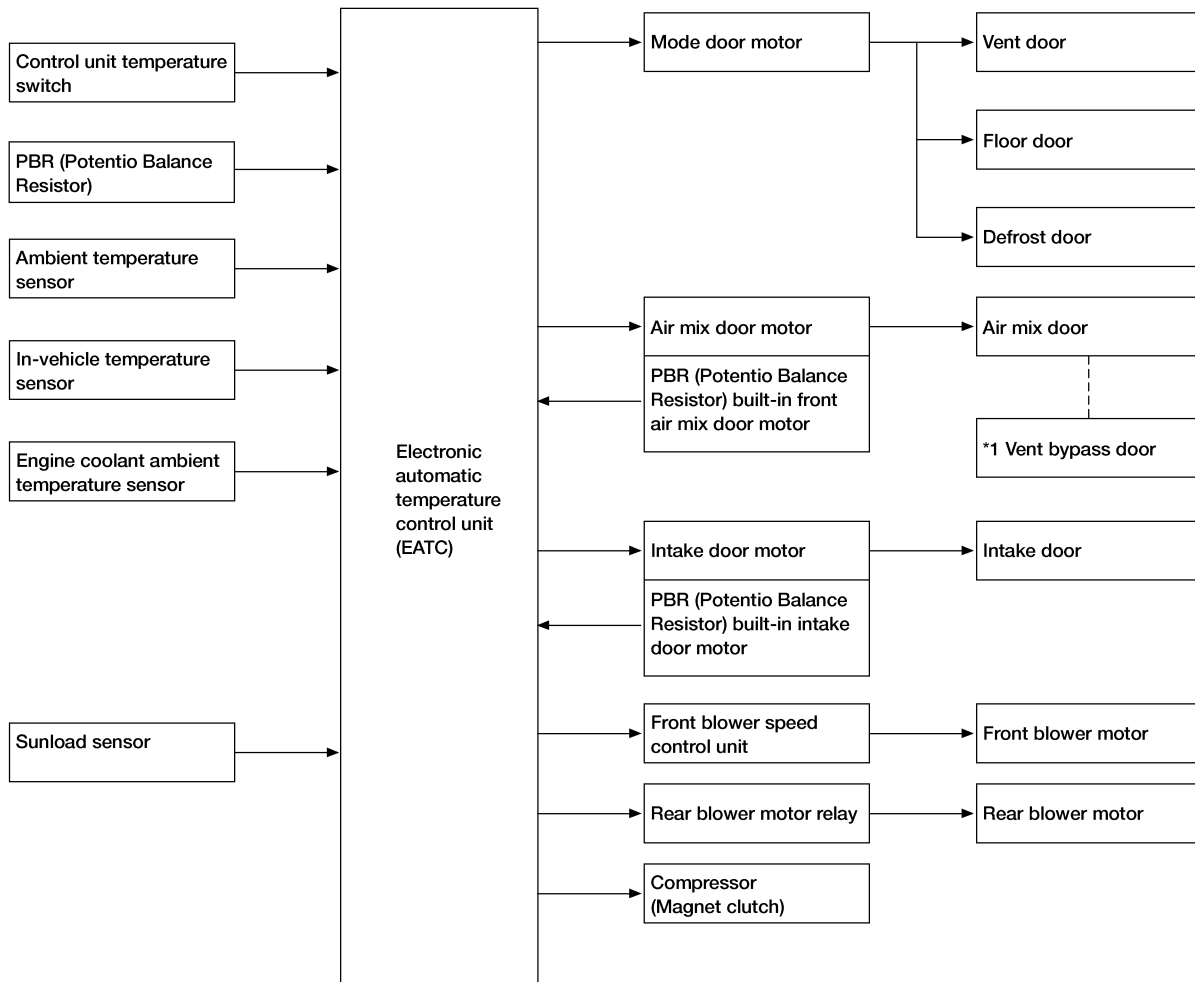 Control unit temperature
switch
PBR (Potentio Balance
Resistor)
Ambient temperature
sensor
In-vehicle temperature
sensor
Engine coolant ambient
temperature sensor
Sunload sensor
Electronic
automatic
temperature
control unit
(EATC)
Mode door motor
Vent door
Floor door
Defrost door
Air mix door motor
PBR (Potentio Balance
Resistor) built-in front
air mix door motor
Air mix door
*1 Vent bypass door
Intake door motor
PBR (Potentio Balance
Resistor) built-in intake
door motor
Intake door
Front blower speed
control unit
Front blower motor
Rear blower motor relay
Rear blower motor
Compressor
(Magnet clutch)